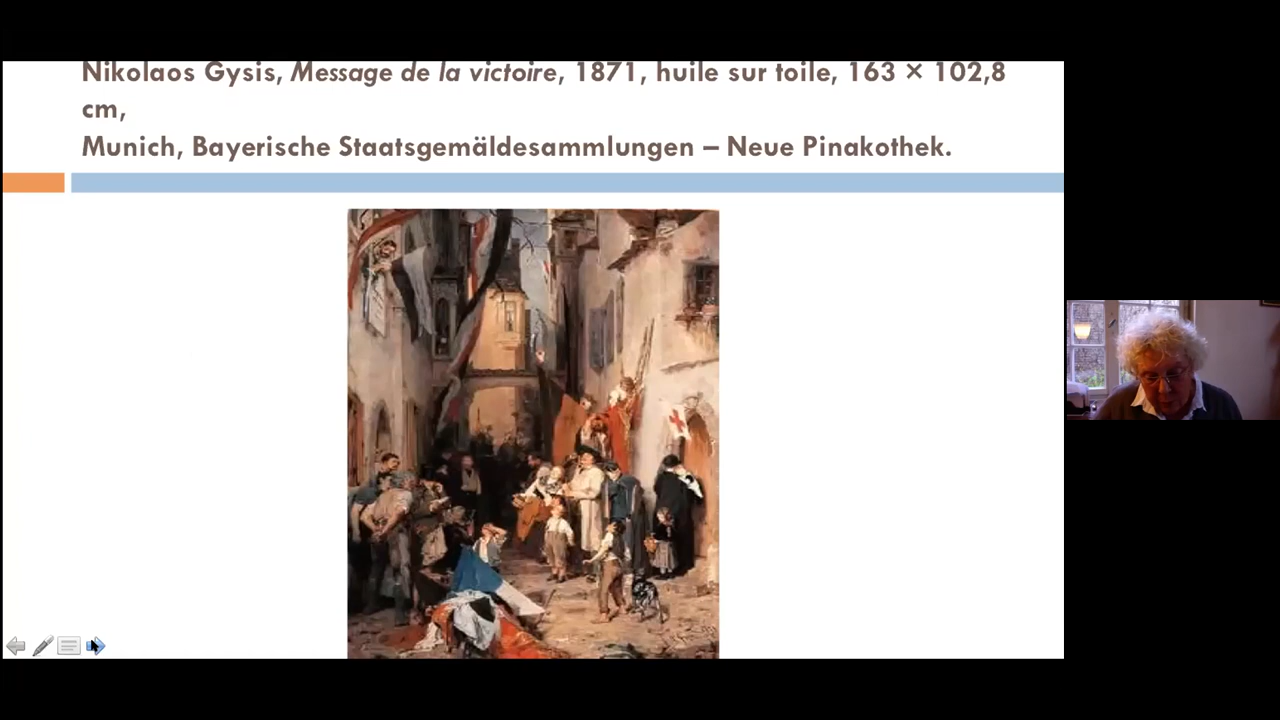 Nikolaos Gysis, Message de la victoire, 1871, huile sur toile, 163 × 102,8
cm,
Munich, Bayerische Staatsgemäldesammlungen – Neue Pinakothek.